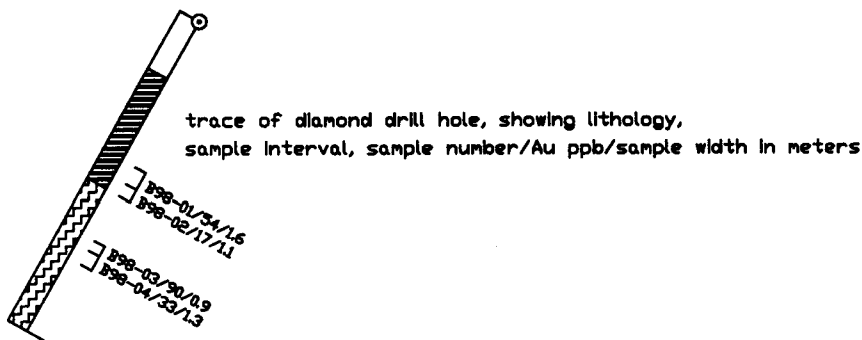 trace of diamond drill hole, showing lithology,
sample interval, sample number/Au ppb/sample width in meters
B98-01/54/1.6
B98-02/17/1.1
B98-03/90/0.9
B98-04/33/1.3